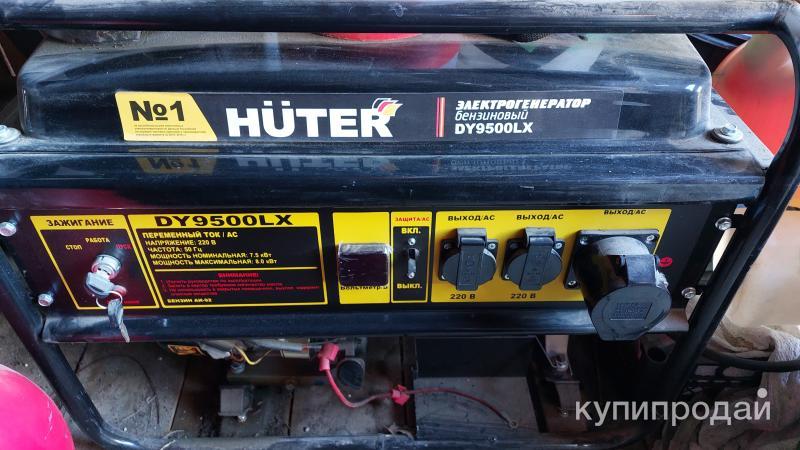 №1
HÜTER
ЭЛЕКТРОГЕНЕРАТОР
бензиновый
DY9500LX
ЗАЖИГАНИЕ
СТОП
РАБОТА
ПУСК
DY9500LX
ПЕРЕМЕННЫЙ ТОК / AC
НАПРЯЖЕНИЕ: 220 В
ЧАСТОТА: 50 Гц
МОЩНОСТЬ НОМИНАЛЬНАЯ: 7.5 кВт
МОЩНОСТЬ МАКСИМАЛЬНАЯ: 8.0 кВт
ВНИМАНИЕ:
БЕНЗИН АИ-92
Вольтметр
ЗАЩИТА/AC
ВКЛ.
ВЫКЛ.
ВЫХОД/AC
220 В
ВЫХОД/AC
220 В
ВЫХОД/AC
купипродай